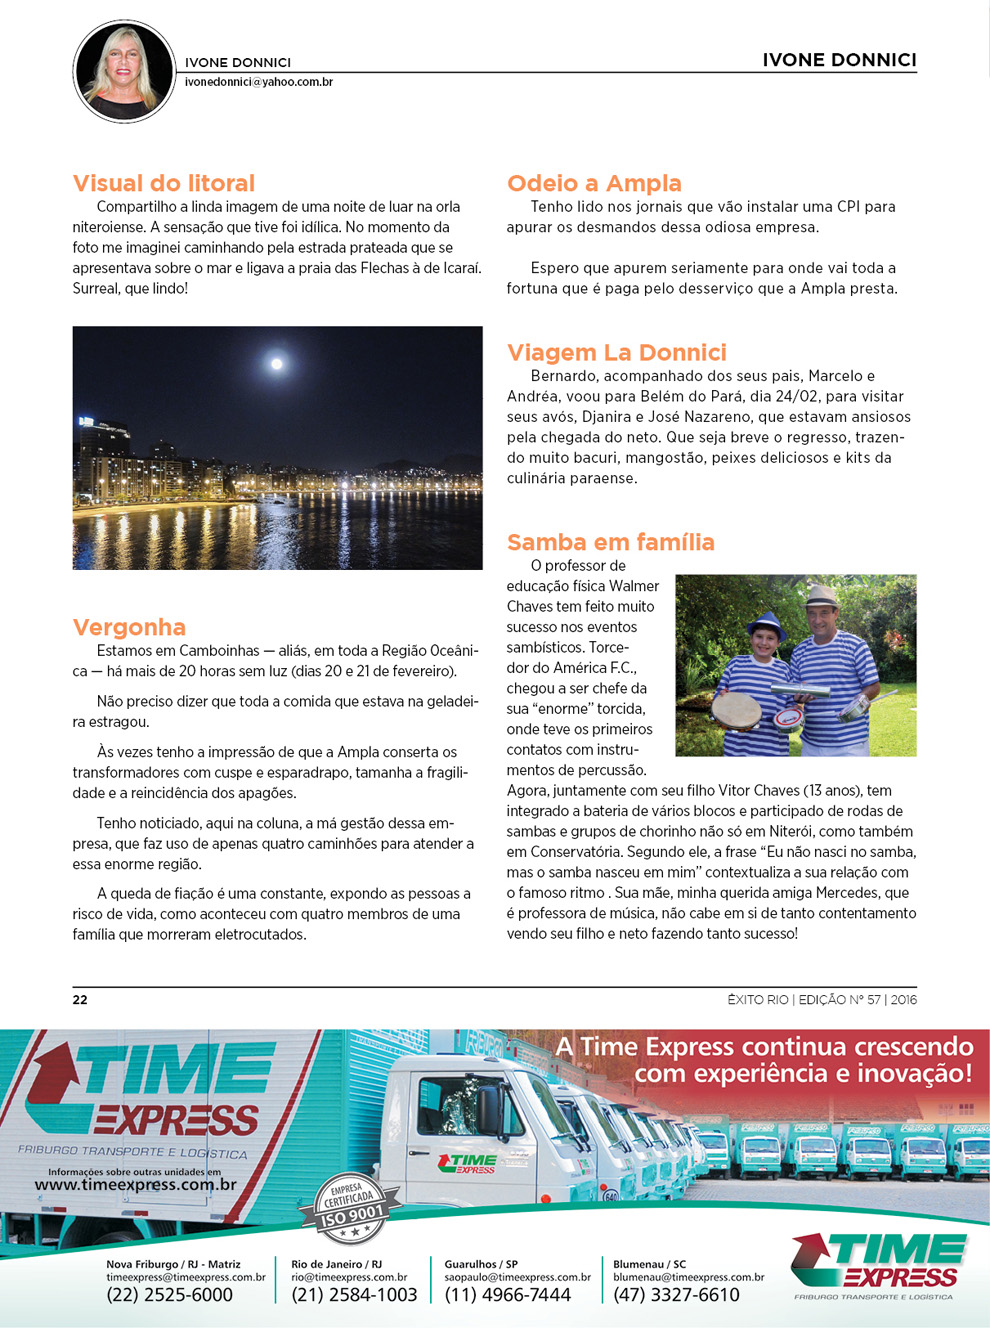 IVONE DONNICI
ivonedonnici@yahoo.com.br
IVONE DONNICI
Visual do litoral
Compartilho a linda imagem de uma noite de luar na orla
niteroiense. A sensação que tive foi idílica. No momento da
foto me imaginei caminhando pela estrada prateada que se
apresentava sobre o mar e ligava a praia das Flechas à de Icaraí.
Surreal, que lindo!
Vergonha
Estamos em Camboinhas — aliás, em toda a Região Oceâni-
ca — há mais de 20 horas sem luz (dias 20 e 21 de fevereiro).
Não preciso dizer que toda a comida que estava na geladei-
ra estragou.
Às vezes tenho a impressão de que a Ampla conserta os
transformadores com cuspe e esparadrapo, tamanha a fragili-
dade e a reincidência dos apagões.
Tenho noticiado, aqui na coluna, a má gestão dessa em-
presa, que faz uso de apenas quatro caminhões para atender a
essa enorme região.
A queda de fiação é uma constante, expondo as pessoas a
risco de vida, como aconteceu com quatro membros de uma
família que morreram eletrocutados.
Odeio a Ampla
Tenho lido nos jornais que vão instalar uma CPI para
apurar os desmandos dessa odiosa empresa.
Espero que apurem seriamente para onde vai toda a
fortuna que é paga pelo desserviço que a Ampla presta.
Viagem La Donnici
Bernardo, acompanhado dos seus pais, Marcelo e
Andréa, voou para Belém do Pará, dia 24/02, para visitar
seus avós, Djanira e José Nazareno, que estavam ansiosos
pela chegada do neto. Que seja breve o regresso, trazen-
do muito bacuri, mangostão, peixes deliciosos e kits da
culinária paraense.
Samba em família
O professor de
educação física Walmer
Chaves tem feito muito
sucesso nos eventos
sambísticos. Torce-
dor do América F.C.,
chegou a ser chefe da
sua “enorme” torcida,
onde teve os primeiros
contatos com instru-
mentos de percussão.
Agora, juntamente com seu filho Vitor Chaves (13 anos), tem
integrado a bateria de vários blocos e participado de rodas de
sambas e grupos de chorinho não só em Niterói, como também
em Conservatória. Segundo ele, a frase “Eu não nasci no samba,
mas o samba nasceu em mim” contextualiza a sua relação com
o famoso ritmo . Sua mãe, minha querida amiga Mercedes, que
é professora de música, não cabe em si de tanto contentamento
vendo seu filho e neto fazendo tanto sucesso!
22
ÊXITO RIO | EDIÇÃO Nº 57 | 2016
A Time Express continua crescendo
com experiência e inovação!
TIME
EXPRESS
FRIBURGO TRANSPORTE E LOGÍSTICA
Informações sobre outras unidades em
www.timeexpress.com.br
TIME
EXPRESS
640
EMPRESA
CERTIFICADA
ISO 9001
Nova Friburgo / RJ - Matriz
timeexpress@timeexpress.com.br
(22) 2525-6000
Rio de Janeiro / RJ
rio@timeexpress.com.br
(21) 2584-1003
Guarulhos / SP
saopaulo@timeexpress.com.br
(11) 4966-7444
Blumenau / SC
blumenau@timeexpress.com.br
(47) 3327-6610
TIME
EXPRESS
FRIBURGO TRANSPORTE E LOGÍSTICA